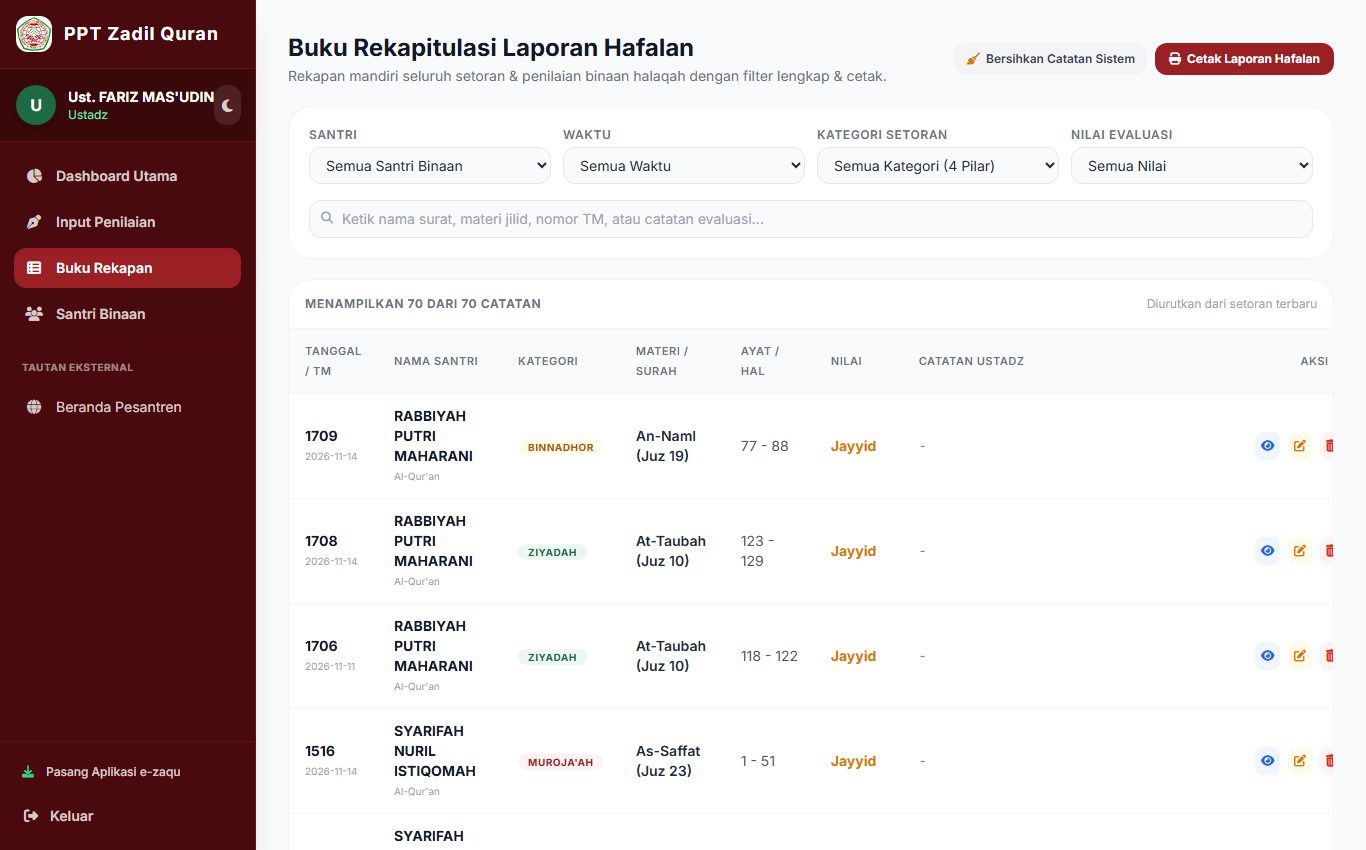 PPT Zadil Quran
U
Ust. FARIZ MAS'UDIN
Ustadz
Dashboard Utama
Input Penilaian
Buku Rekapan
Santri Binaan
TAUTAN EKSTERNAL
Beranda Pesantren
Pasang Aplikasi e-zaqu
Keluar
Buku Rekapitulasi Laporan Hafalan
Rekapan mandiri seluruh setoran & penilaian binaan halaqah dengan filter lengkap & cetak.
Bersihkan Catatan Sistem
Cetak Laporan Hafalan
SANTRI
WAKTU
KATEGORI SETORAN
NILAI EVALUASI
Semua Santri Binaan
Semua Waktu
Semua Kategori (4 Pilar)
Semua Nilai
Ketik nama surat, materi jilid, nomor TM, atau catatan evaluasi...
MENAMPILKAN 70 DARI 70 CATATAN
Diurutkan dari setoran terbaru
TANGGAL
/ TM
NAMA SANTRI
KATEGORI
MATERI /
SURAH
AYAT /
HAL
NILAI
CATATAN USTADZ
AKSI
1709
2026-11-14
RABBIYAH
PUTRI
MAHARANI
Al-Qur'an
BINNADHOR
An-Naml
(Juz 19)
77 - 88
Jayyid
-
1708
2026-11-14
RABBIYAH
PUTRI
MAHARANI
Al-Qur'an
ZIYADAH
At-Taubah
(Juz 10)
123 -
129
Jayyid
-
1706
2026-11-11
RABBIYAH
PUTRI
MAHARANI
Al-Qur'an
ZIYADAH
At-Taubah
(Juz 10)
118 - 122
Jayyid
-
1516
2026-11-14
SYARIFAH
NURIL
ISTIQOMAH
Al-Qur'an
MUROJA'AH
As-Saffat
(Juz 23)
1 - 51
Jayyid
-
SYARIFAH